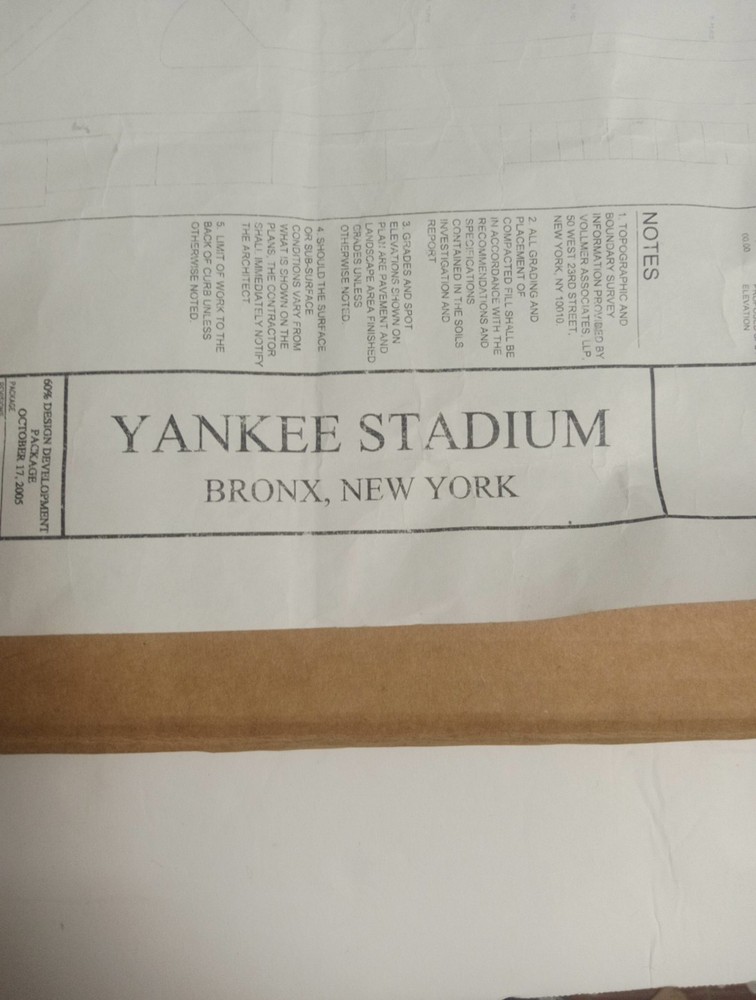 NOTES
1. TOPOGRAPHIC AND
BOUNDARY SURVEY
INFORMATION PROVIDED BY
VOLLMER ASSOCIATES LLP,
50 WEST 23RD STREET,
NEW YORK, NY 10010.
2. ALL GRADING AND
PLACEMENT OF
COMPACTED FILL SHALL BE
IN ACCORDANCE WITH THE
RECOMMENDATIONS AND
SPECIFICATIONS
CONTAINED IN THE SOILS
INVESTIGATION AND
REPORT
3. GRADES AND SPOT
ELEVATIONS SHOWN ON
PLAN ARE PAVEMENT AND
LANDSCAPE AREA FINISHED
GRADES UNLESS
OTHERWISE NOTED.
4. SHOULD THE SURFACE
OR SUB-SURFACE
CONDITIONS VARY FROM
WHAT IS SHOWN ON THE
PLANS, THE CONTRACTOR
SHALL IMMEDIATELY NOTIFY
THE ARCHITECT
5. LIMIT OF WORK TO THE
BACK OF CURB UNLESS
OTHERWISE NOTED.
ELEVATION
YANKEE STADIUM
BRONX, NEW YORK
60% DESIGN DEVELOPMENT
PACKAGE
OCTOBER 17, 2005
PACKAGE